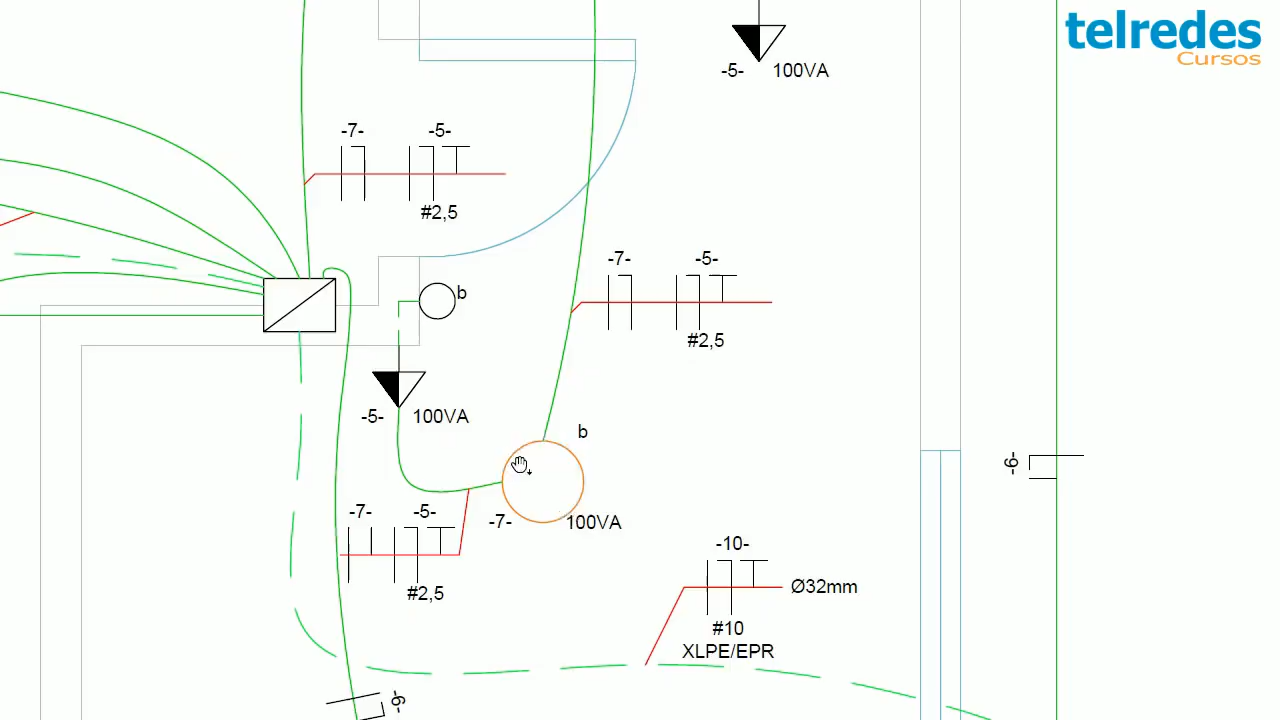 telredes
Cursos
-5- 100VA
-7- -5-
#2,5
-7- -5-
#2,5
b
-5- 100VA
b
-7- 100VA
-7- -5-
#2,5
-10-
Ø32mm
#10
XLPE/EPR
-6-
-6-